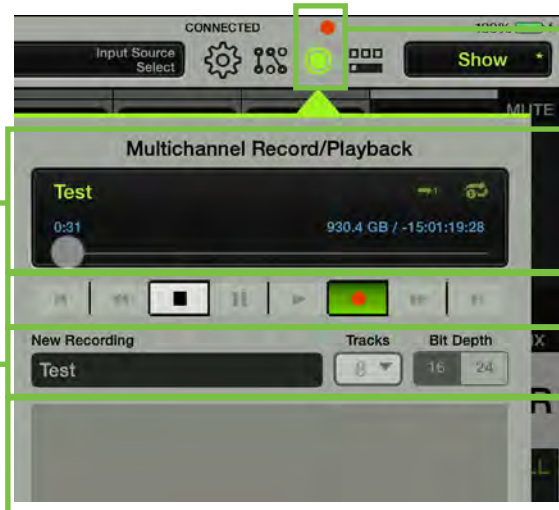 CONNECTED
Input Source
Select
Show *
MUTE
Multichannel Record/Playback
Test
0:31 930.4 GB / -15:01:19:28
New Recording Tracks Bit Depth
Test 8 16 24